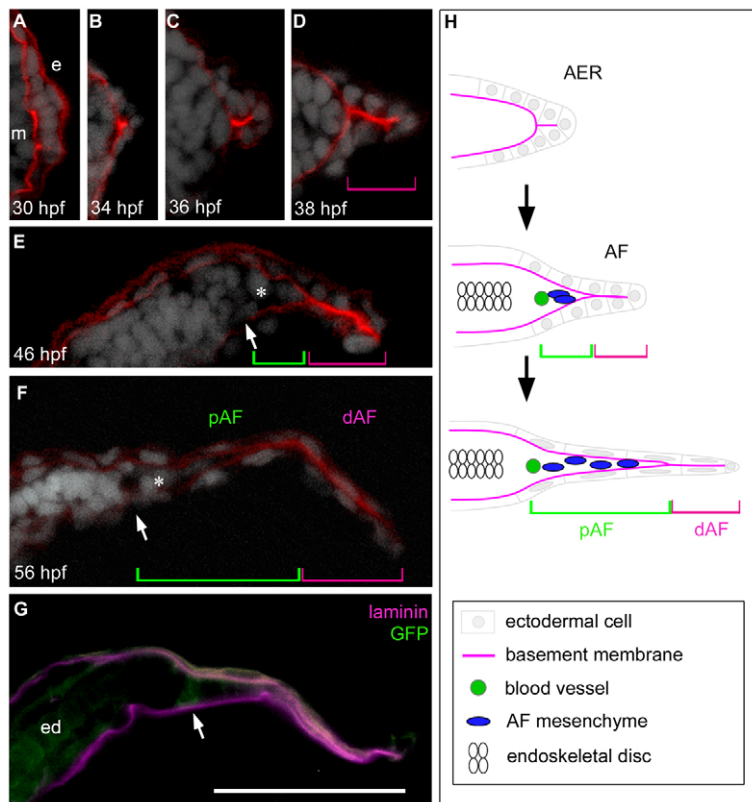 A
e
m
30 hpf
B
34 hpf
C
36 hpf
D
38 hpf
E
*
46 hpf
F
pAF
dAF
*
56 hpf
G
laminin
GFP
ed
H
AER
AF
pAF
dAF
ectodermal cell
basement membrane
blood vessel
AF mesenchyme
endoskeletal disc